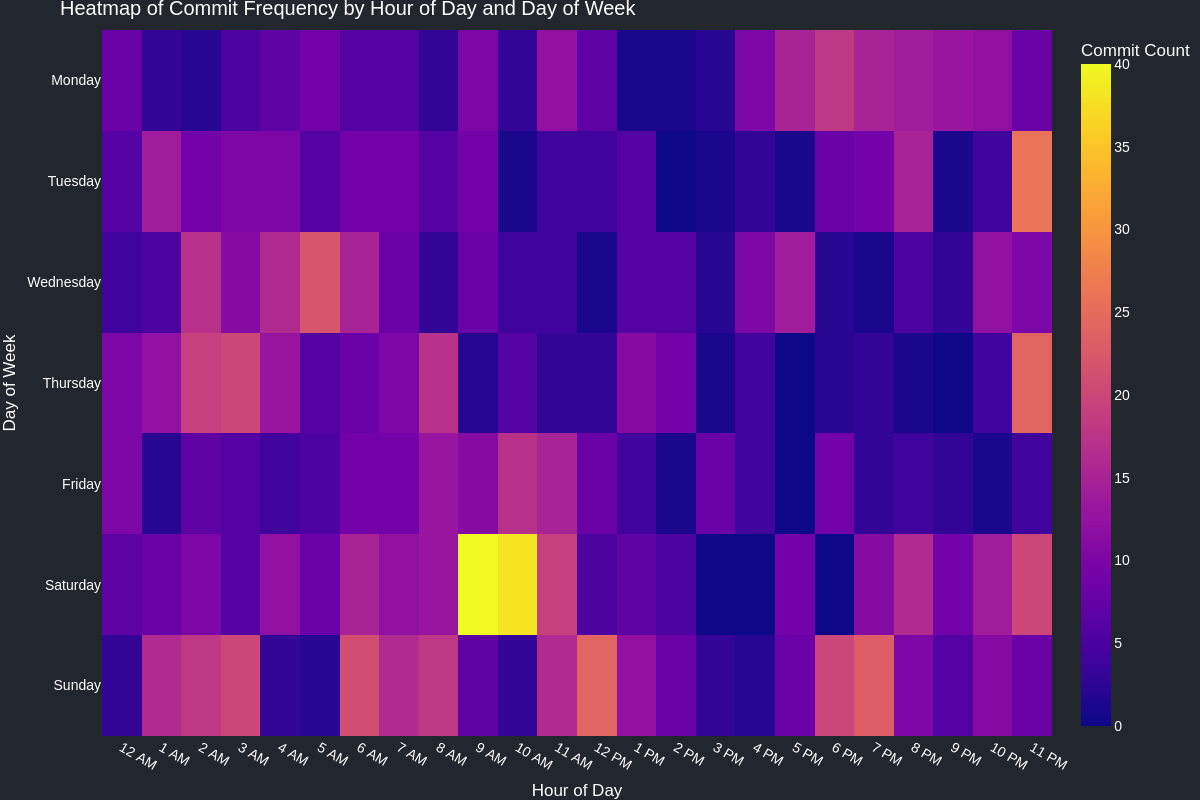 Heatmap of Commit Frequency by Hour of Day and Day of Week
Commit Count
40
35
30
25
20
15
10
5
0
Day of Week
Monday
Tuesday
Wednesday
Thursday
Friday
Saturday
Sunday
12 AM
1 AM
2 AM
3 AM
4 AM
5 AM
6 AM
7 AM
8 AM
9 AM
10 AM
11 AM
12 PM
1 PM
2 PM
3 PM
4 PM
5 PM
6 PM
7 PM
8 PM
9 PM
10 PM
11 PM
Hour of Day